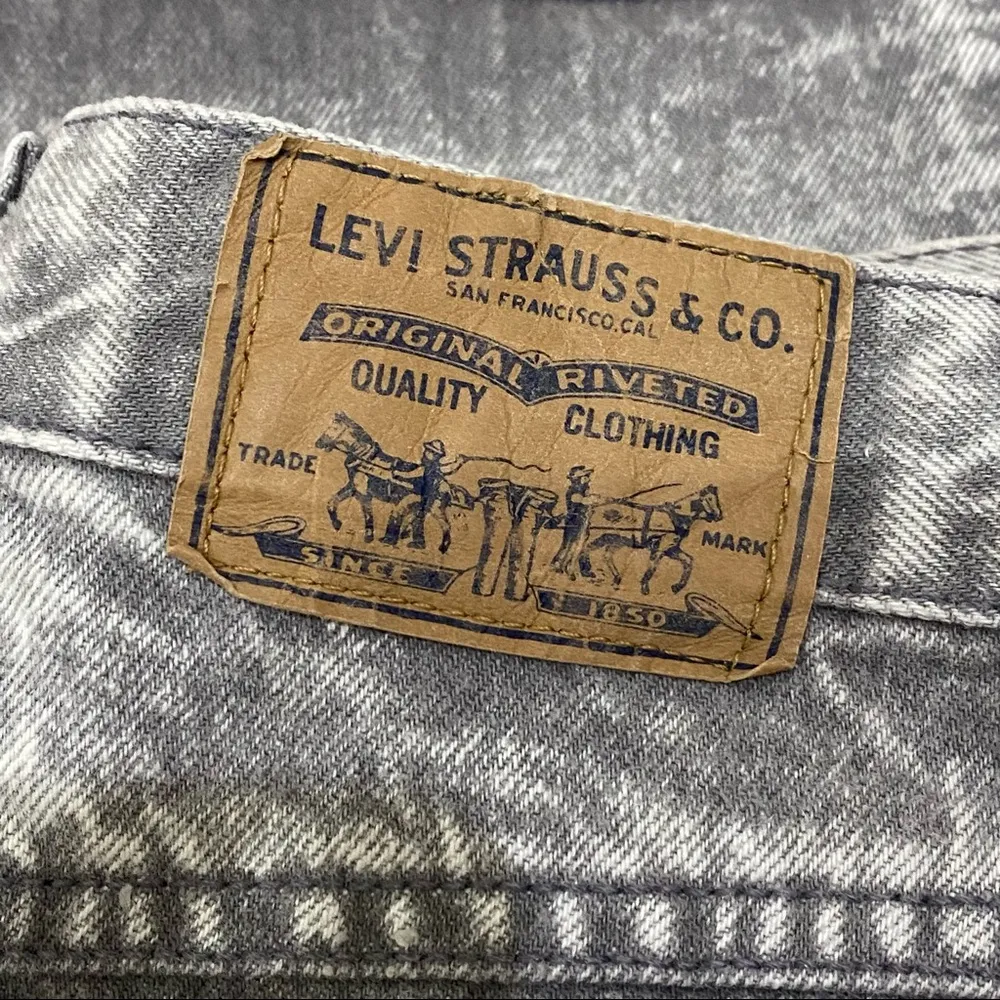 LEVI STRAUSS & CO.
SAN FRANCISCO, CAL
ORIGINAL RIVETED
QUALITY CLOTHING
TRADE MARK
SINCE 1850